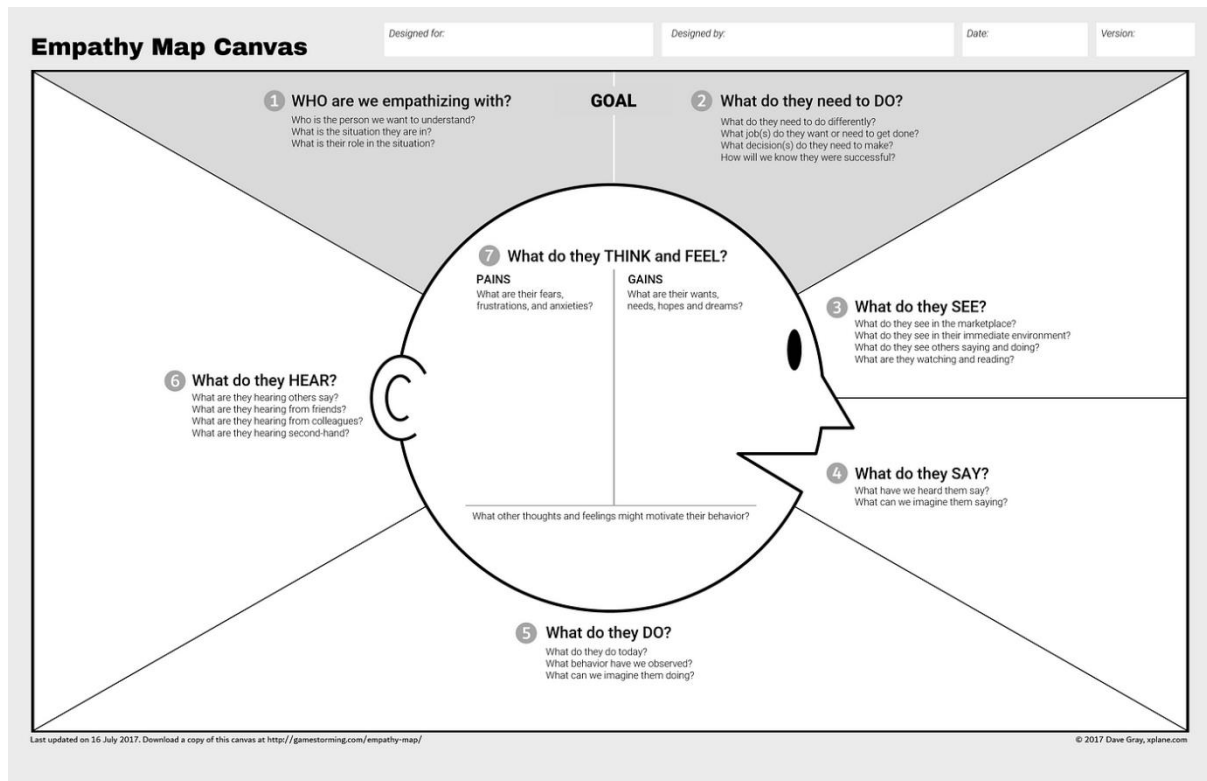 Empathy Map Canvas
Designed for:
Designed by:
Date:
Version:
1 WHO are we empathizing with?
Who is the person we want to understand?
What is the situation they are in?
What is their role in the situation?
GOAL
2 What do they need to DO?
What do they need to do differently?
What job(s) do they want or need to get done?
What decision(s) do they need to make?
How will we know they were successful?
3 What do they SEE?
What do they see in the marketplace?
What do they see in their immediate environment?
What do they see others saying and doing?
What are they watching and reading?
4 What do they SAY?
What have we heard them say?
What can we imagine them saying?
5 What do they DO?
What do they do today?
What behavior have we observed?
What can we imagine them doing?
6 What do they HEAR?
What are they hearing others say?
What are they hearing from friends?
What are they hearing from colleagues?
What are they hearing second-hand?
7 What do they THINK and FEEL?
PAINS
What are their fears,
frustrations, and anxieties?
GAINS
What are their wants,
needs, hopes and dreams?
What other thoughts and feelings might motivate their behavior?
Last updated on 16 July 2017. Download a copy of this canvas at http://gamestorming.com/empathy-map/
© 2017 Dave Gray, xplane.com